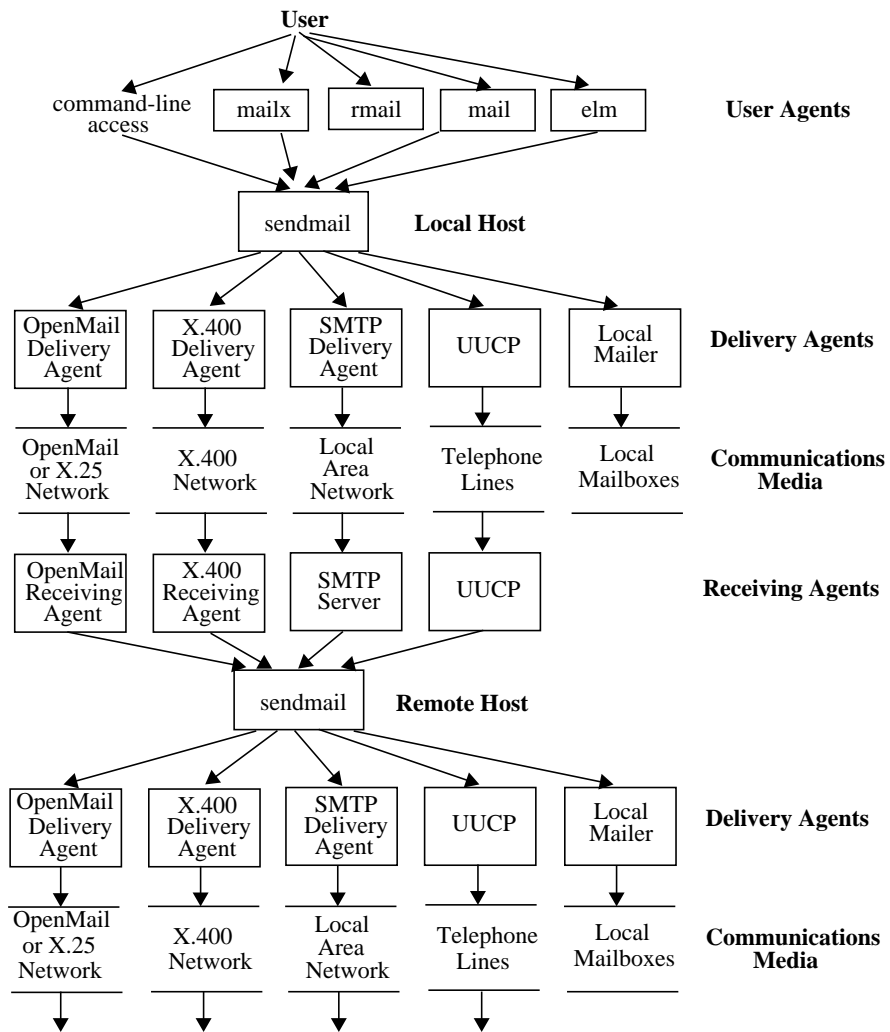 User
command-line
access
mailx
rmail
mail
elm
User Agents
sendmail
Local Host
OpenMail
Delivery
Agent
X.400
Delivery
Agent
SMTP
Delivery
Agent
UUCP
Local
Mailer
Delivery Agents
OpenMail
or X.25
Network
X.400
Network
Local
Area
Network
Telephone
Lines
Local
Mailboxes
Communications
Media
OpenMail
Receiving
Agent
X.400
Receiving
Agent
SMTP
Server
UUCP
Receiving Agents
sendmail
Remote Host
OpenMail
Delivery
Agent
X.400
Delivery
Agent
SMTP
Delivery
Agent
UUCP
Local
Mailer
Delivery Agents
OpenMail
or X.25
Network
X.400
Network
Local
Area
Network
Telephone
Lines
Local
Mailboxes
Communications
Media